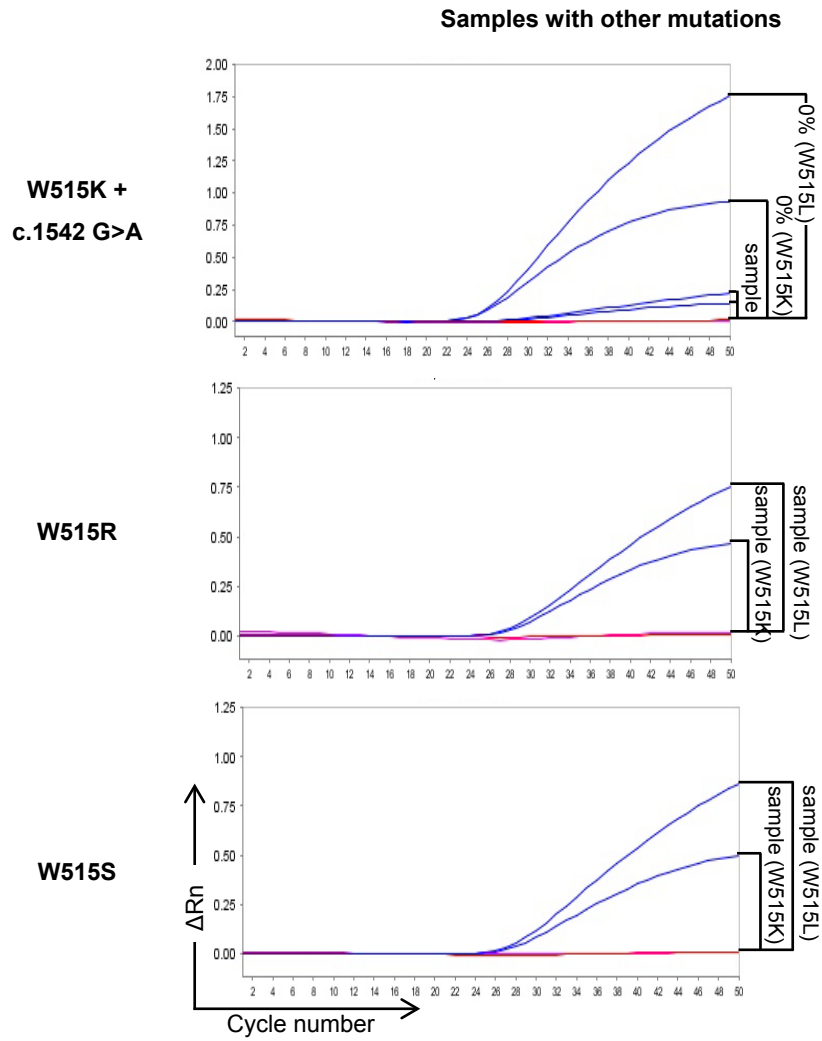 Samples with other mutations
W515K +
c.1542 G>A
2.00
1.75
1.50
1.25
1.00
0.75
0.50
0.25
0.00
2 4 6 8 10 12 14 16 18 20 22 24 26 28 30 32 34 36 38 40 42 44 46 48 50
0% (W515L)
0% (W515K)
sample
W515R
1.25
1.00
0.75
0.50
0.25
0.00
2 4 6 8 10 12 14 16 18 20 22 24 26 28 30 32 34 36 38 40 42 44 46 48 50
sample (W515L)
sample (W515K)
W515S
1.25
1.00
0.75
0.50
0.25
0.00
2 4 6 8 10 12 14 16 18 20 22 24 26 28 30 32 34 36 38 40 42 44 46 48 50
sample (W515L)
sample (W515K)
ΔRn
Cycle number